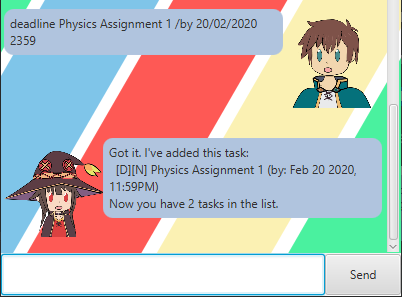 deadline Physics Assignment 1 /by 20/02/2020
2359
Got it. I've added this task:
[D][N] Physics Assignment 1 (by: Feb 20 2020,
11:59PM)
Now you have 2 tasks in the list.
Send